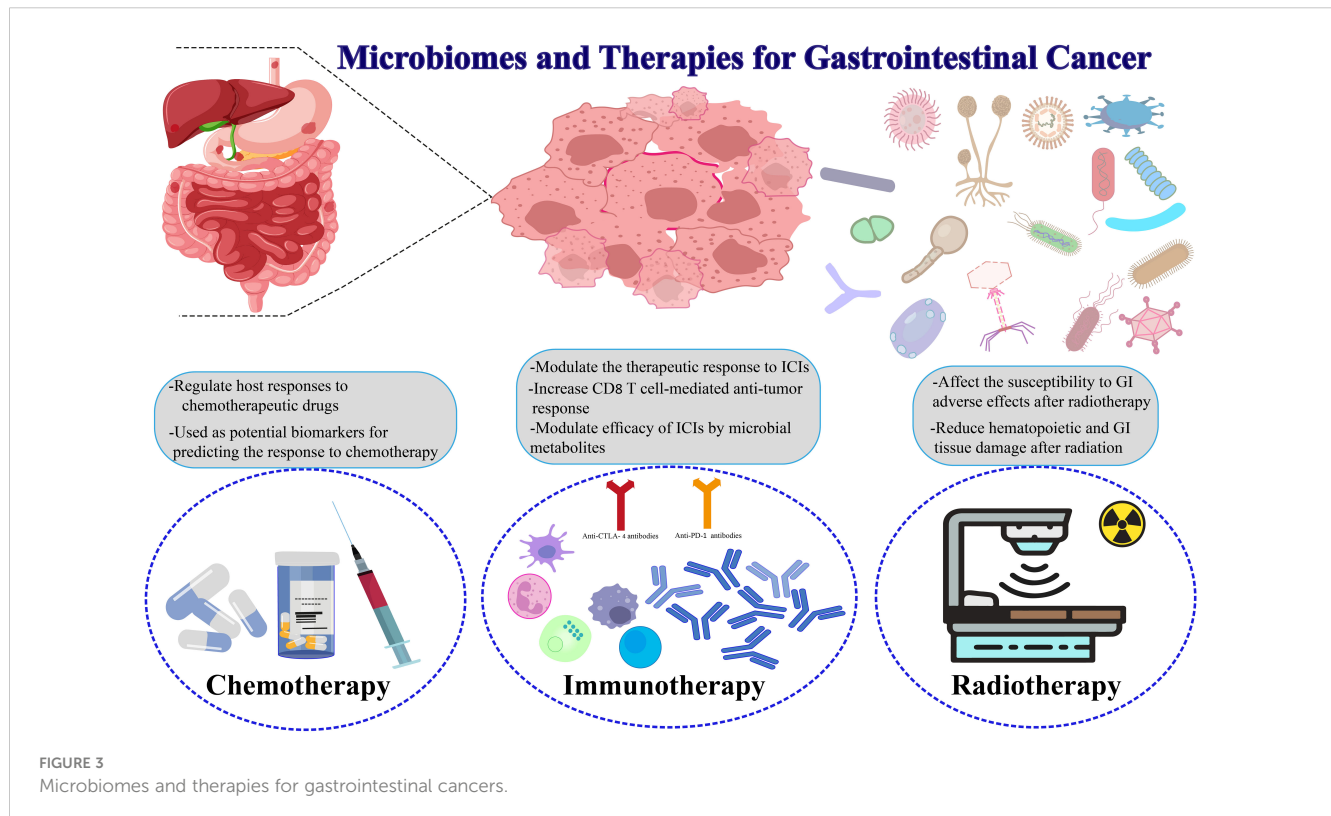 Microbiomes and Therapies for Gastrointestinal Cancer
-Regulate host responses to
chemotherapeutic drugs
-Used as potential biomarkers for
predicting the response to chemotherapy
-Modulate the therapeutic response to ICIs
-Increase CD8 T cell-mediated anti-tumor
response
-Modulate efficacy of ICIs by microbial
metabolites
-Affect the susceptibility to GI
adverse effects after radiotherapy
-Reduce hematopoietic and GI
tissue damage after radiation
Anti-CTLA-4 antibodies
Anti-PD-1 antibodies
Chemotherapy
Immunotherapy
Radiotherapy
FIGURE 3
Microbiomes and therapies for gastrointestinal cancers.